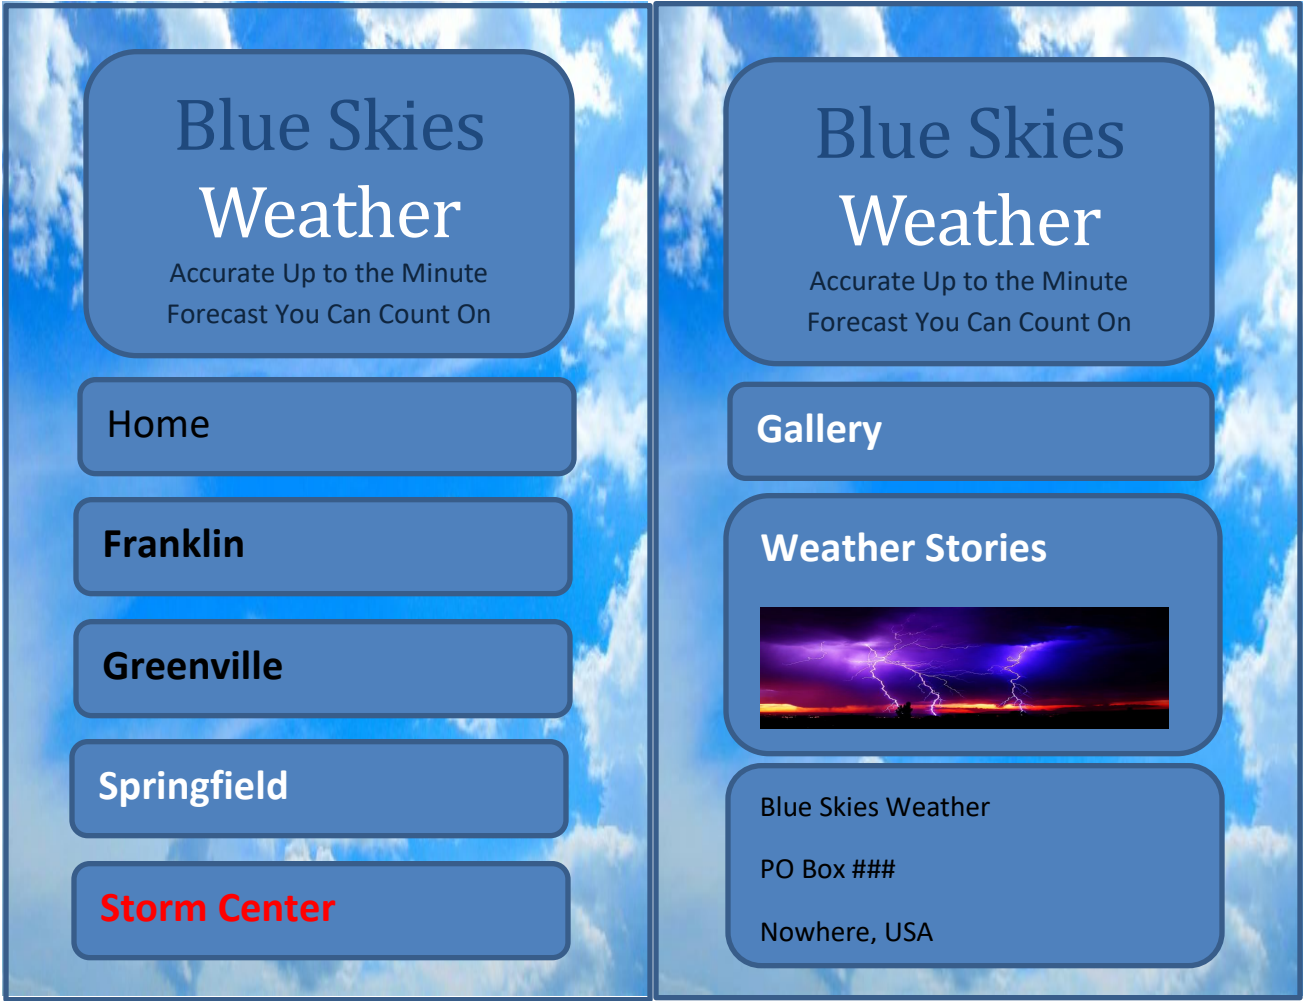 Blue Skies
Weather
Accurate Up to the Minute
Forecast You Can Count On
Home
Franklin
Greenville
Springfield
Storm Center
Blue Skies
Weather
Accurate Up to the Minute
Forecast You Can Count On
Gallery
Weather Stories
Blue Skies Weather
PO Box ###
Nowhere, USA